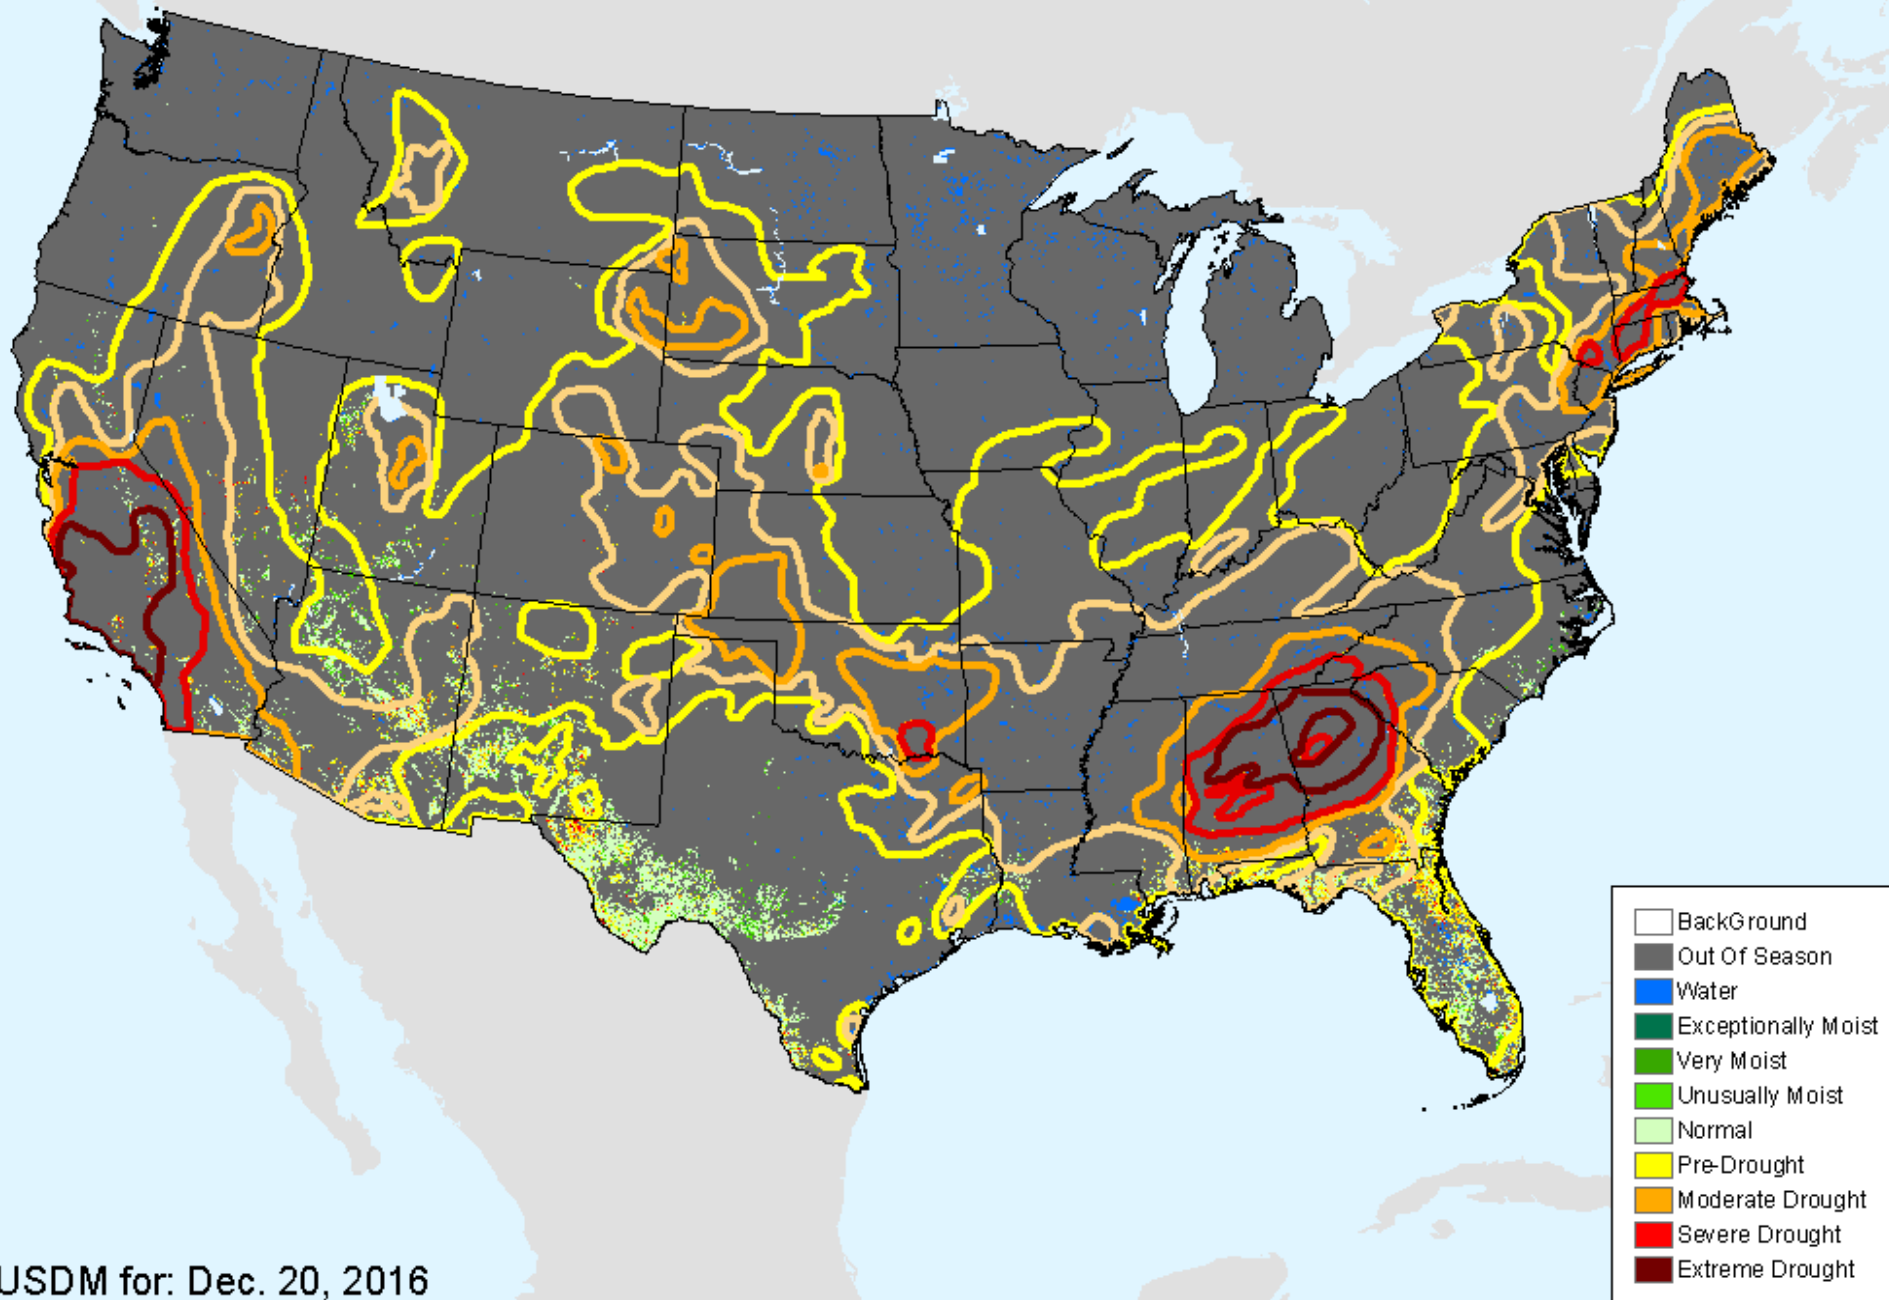 BackGround
Out Of Season
Water
Exceptionally Moist
Very Moist
Unusually Moist
Normal
Pre-Drought
Moderate Drought
Severe Drought
Extreme Drought
USDM for: Dec. 20, 2016